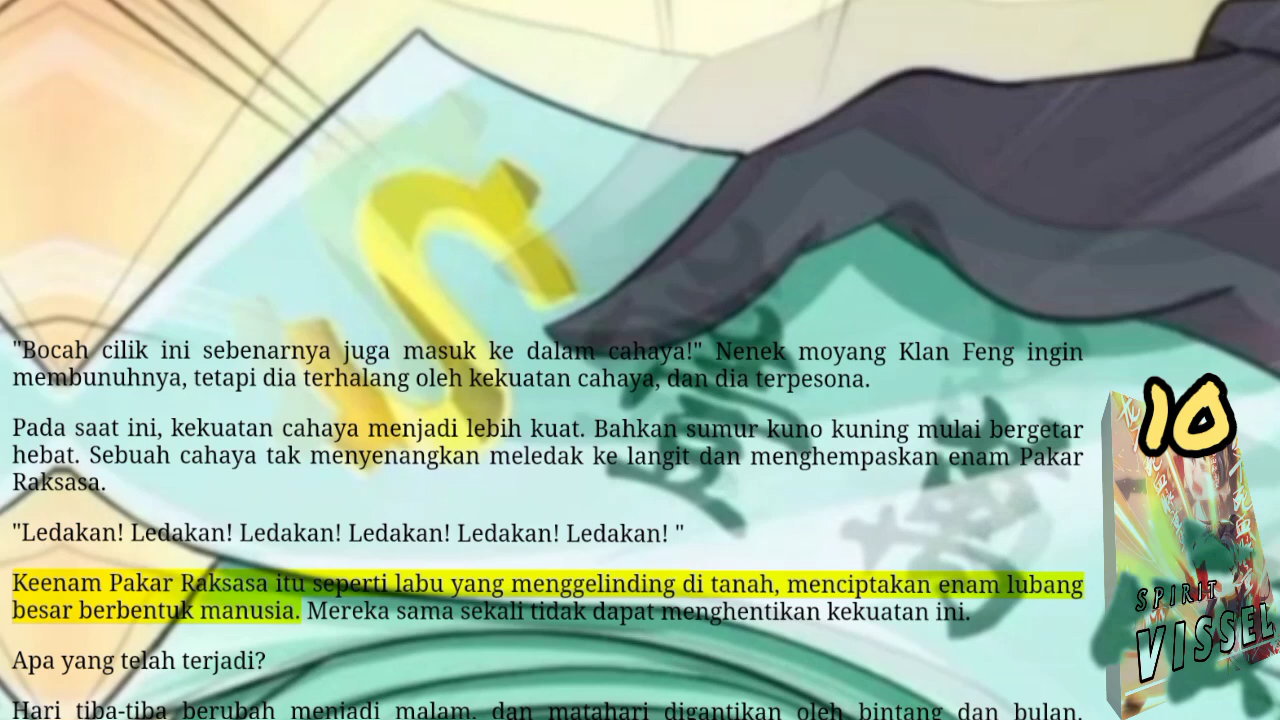 "Bocah cilik ini sebenarnya juga masuk ke dalam cahaya!" Nenek moyang Klan Feng ingin
membunuhnya, tetapi dia terhalang oleh kekuatan cahaya, dan dia terpesona.
Pada saat ini, kekuatan cahaya menjadi lebih kuat. Bahkan sumur kuno kuning mulai bergetar
hebat. Sebuah cahaya tak menyenangkan meledak ke langit dan menghempaskan enam Pakar
Raksasa.
"Ledakan! Ledakan! Ledakan! Ledakan! Ledakan! Ledakan! "
Keenam Pakar Raksasa itu seperti labu yang menggelinding di tanah, menciptakan enam lubang
besar berbentuk manusia. Mereka sama sekali tidak dapat menghentikan kekuatan ini.
Apa yang telah terjadi?
Hari tiba-tiba berubah menjadi malam, dan matahari digantikan oleh bintang dan bulan.
10
SPIRIT
VISSEL